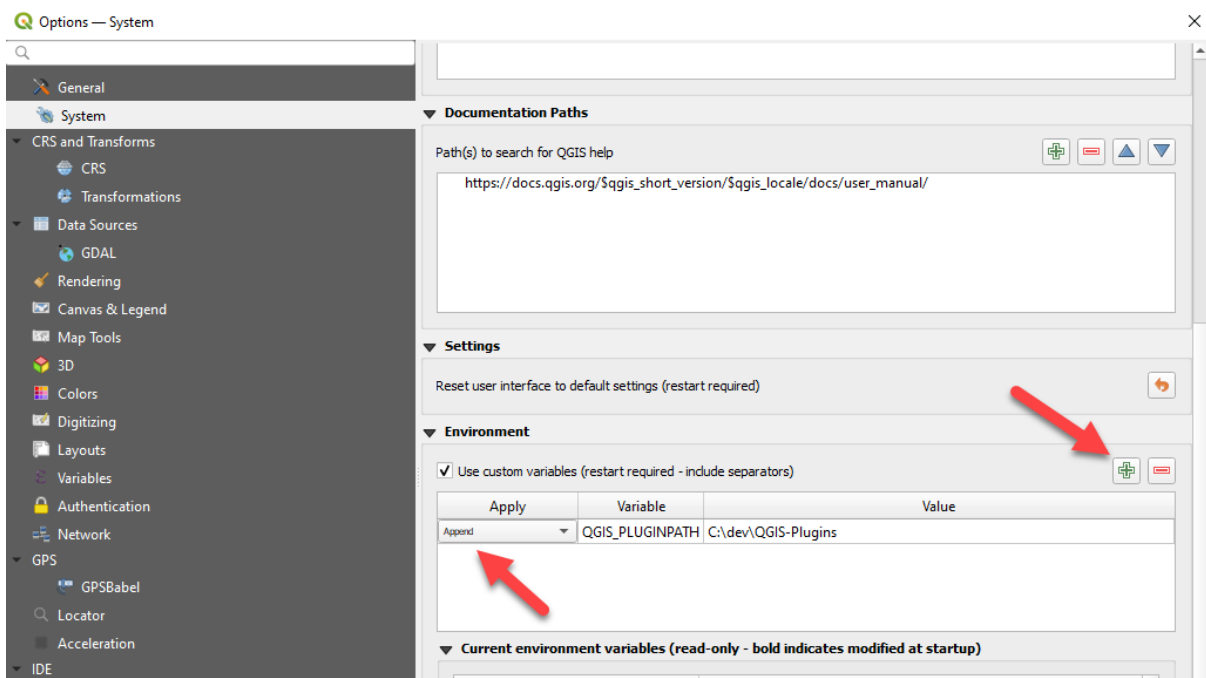 Options — System
General
System
CRS and Transforms
CRS
Transformations
Data Sources
GDAL
Rendering
Canvas & Legend
Map Tools
3D
Colors
Digitizing
Layouts
Variables
Authentication
Network
GPS
GPSBabel
Locator
Acceleration
IDE
Documentation Paths
Path(s) to search for QGIS help
https://docs.qgis.org/$qgis_short_version/$qgis_locale/docs/user_manual/
Settings
Reset user interface to default settings (restart required)
Environment
Use custom variables (restart required - include separators)
Apply Variable Value
Append QGIS_PLUGINPATH C:\dev\QGIS-Plugins
Current environment variables (read-only - bold indicates modified at startup)